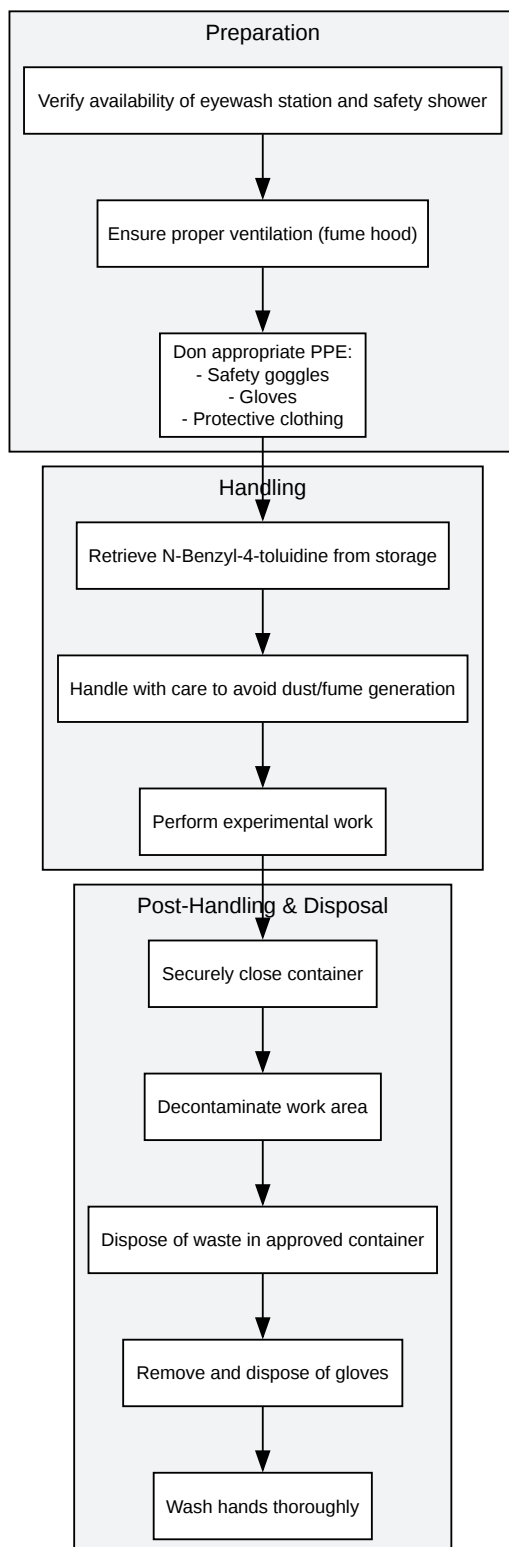 Preparation
Verify availability of eyewash station and safety shower
Ensure proper ventilation (fume hood)
Don appropriate PPE:
- Safety goggles
- Gloves
- Protective clothing
Handling
Retrieve N-Benzyl-4-toluidine from storage
Handle with care to avoid dust/fume generation
Perform experimental work
Post-Handling & Disposal
Securely close container
Decontaminate work area
Dispose of waste in approved container
Remove and dispose of gloves
Wash hands thoroughly